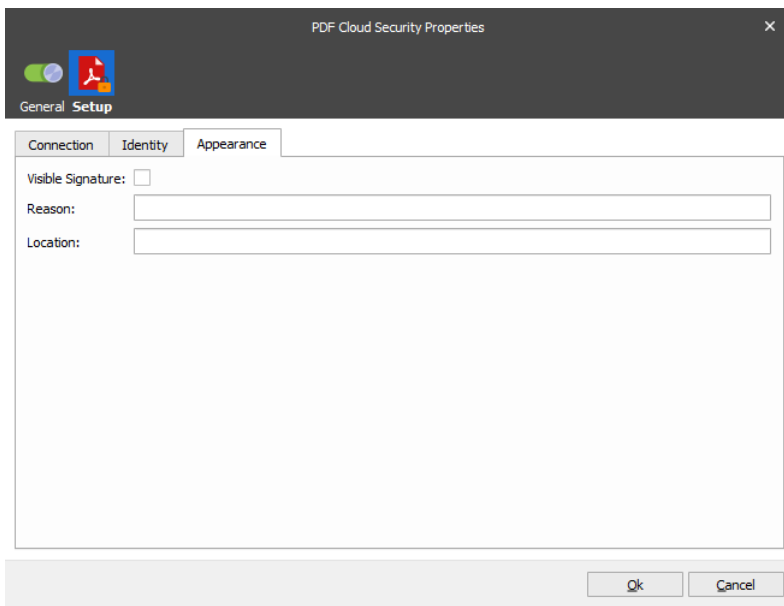 PDF Cloud Security Properties
General Setup
Connection Identity Appearance
Visible Signature:
Reason:
Location:
Ok Cancel